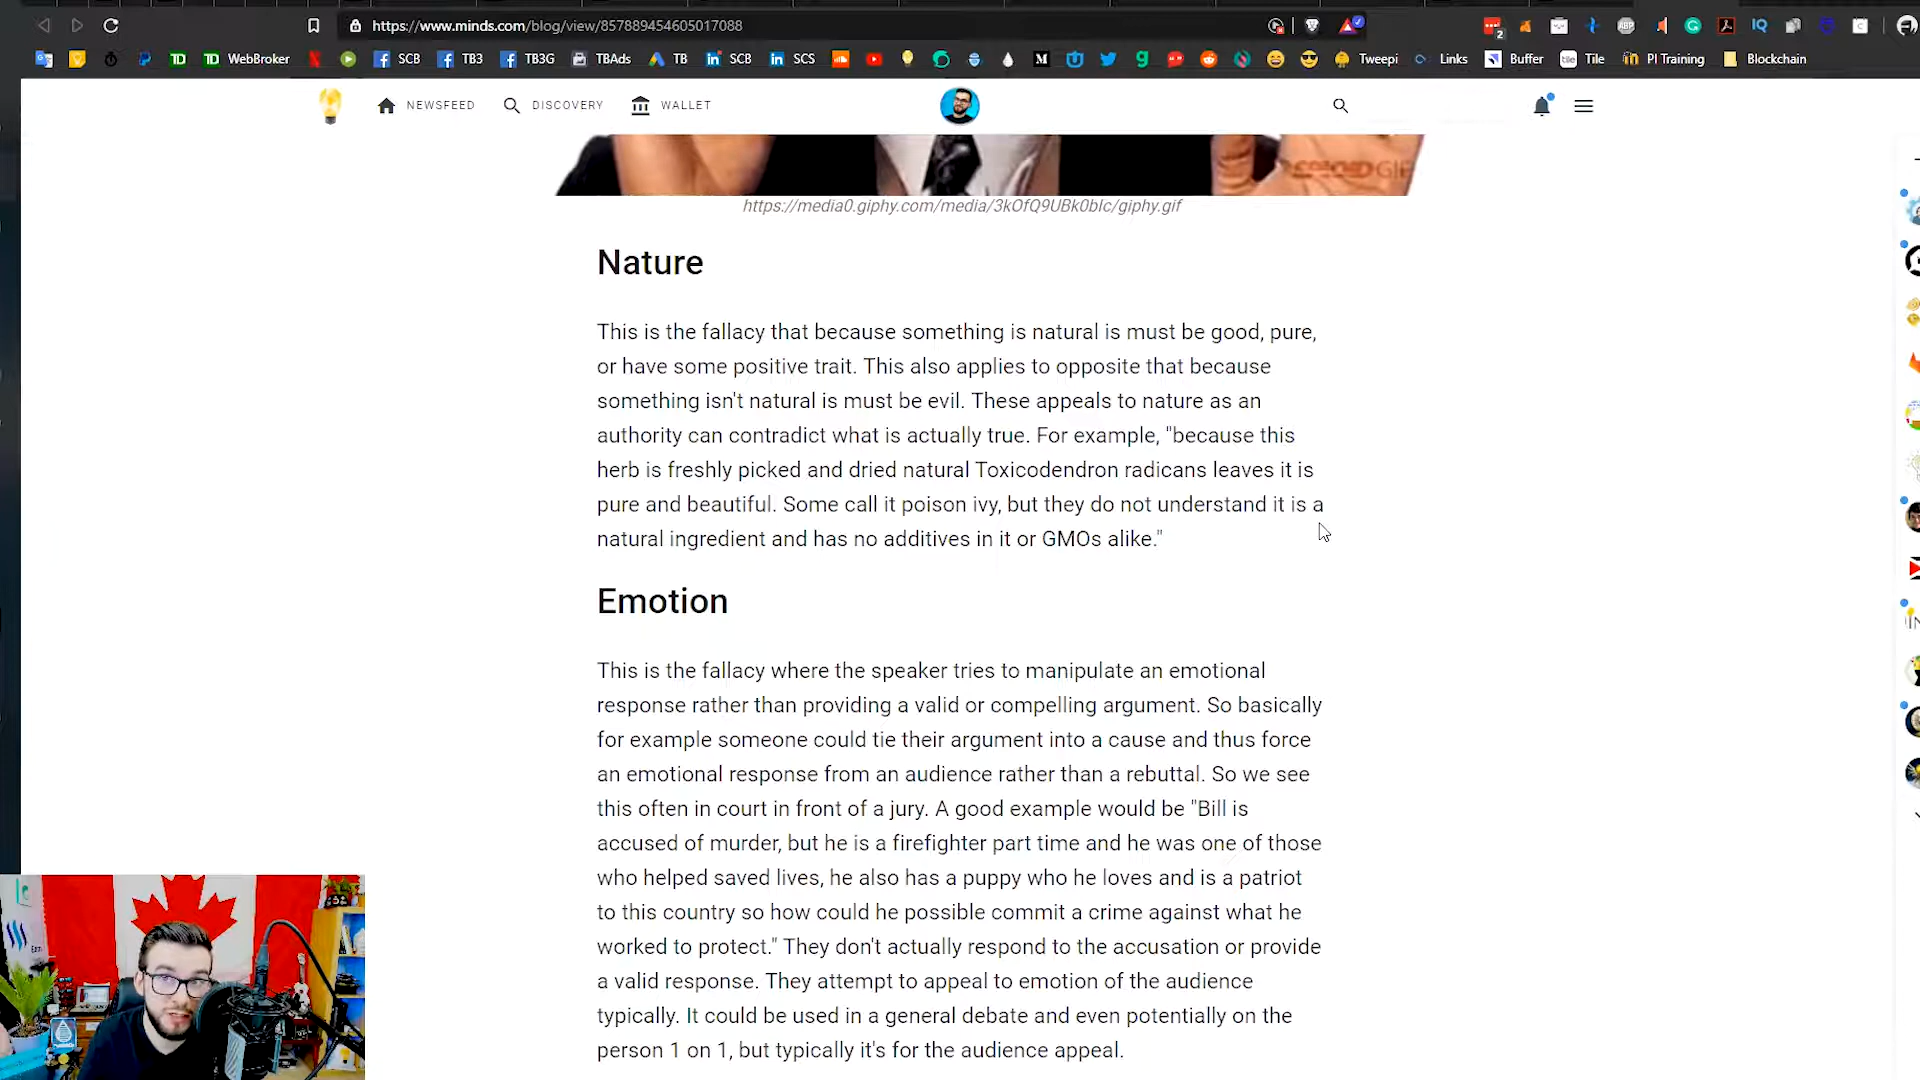 https://www.minds.com/blog/view/857889454605017088
TD
TD WebBroker
SCB
TB3
TB3G
TBAds
TB
SCB
SCS
Tweepi
Links
Buffer
Tile
PI Training
Blockchain
NEWSFEED
DISCOVERY
WALLET
https://media0.giphy.com/media/3kOfQ9UBk0blc/giphy.gif
Nature
This is the fallacy that because something is natural is must be good, pure,
or have some positive trait. This also applies to opposite that because
something isn't natural is must be evil. These appeals to nature as an
authority can contradict what is actually true. For example, "because this
herb is freshly picked and dried natural Toxicodendron radicans leaves it is
pure and beautiful. Some call it poison ivy, but they do not understand it is a
natural ingredient and has no additives in it or GMOs alike."
Emotion
This is the fallacy where the speaker tries to manipulate an emotional
response rather than providing a valid or compelling argument. So basically
for example someone could tie their argument into a cause and thus force
an emotional response from an audience rather than a rebuttal. So we see
this often in court in front of a jury. A good example would be "Bill is
accused of murder, but he is a firefighter part time and he was one of those
who helped saved lives, he also has a puppy who he loves and is a patriot
to this country so how could he possible commit a crime against what he
worked to protect." They don't actually respond to the accusation or provide
a valid response. They attempt to appeal to emotion of the audience
typically. It could be used in a general debate and even potentially on the
person 1 on 1, but typically it's for the audience appeal.